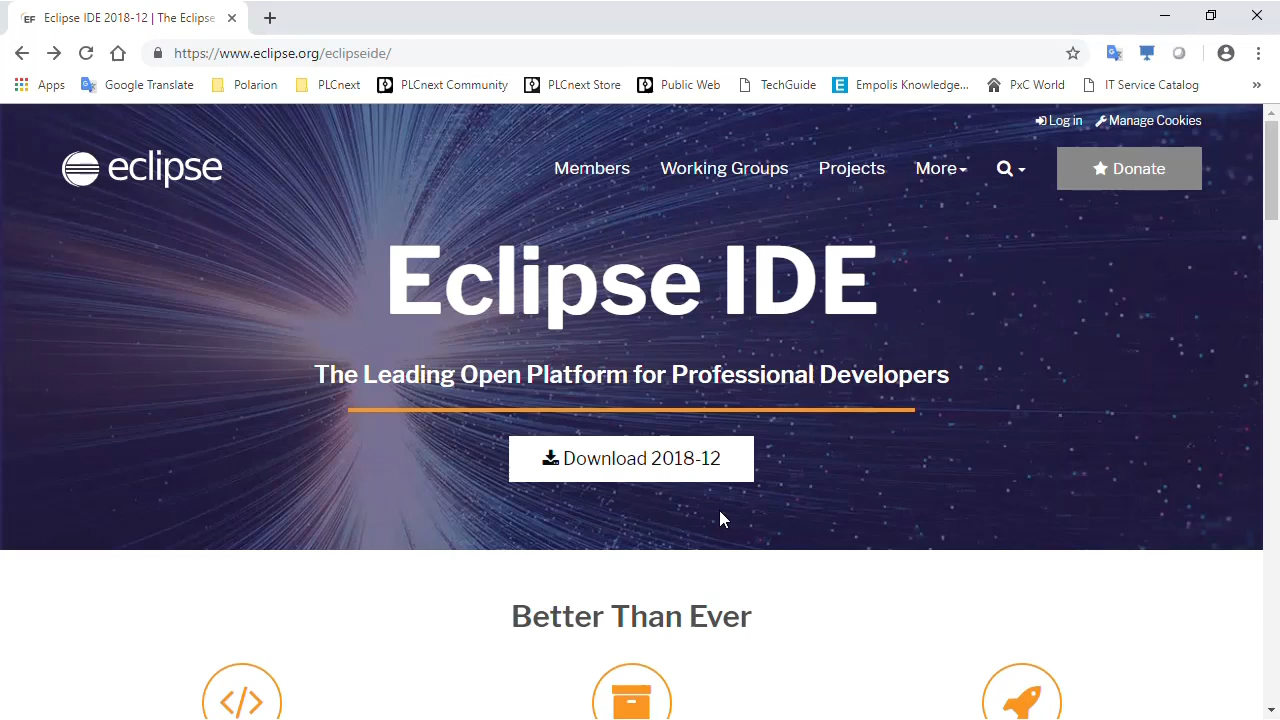 Eclipse IDE 2018-12 | The Eclipse
https://www.eclipse.org/eclipseide/
Apps Google Translate Polarion PLCnext PLCnext Community PLCnext Store Public Web TechGuide Empolis Knowledge... PxC World IT Service Catalog »
Log in Manage Cookies
eclipse Members Working Groups Projects More Donate
Eclipse IDE
The Leading Open Platform for Professional Developers
Download 2018-12
Better Than Ever